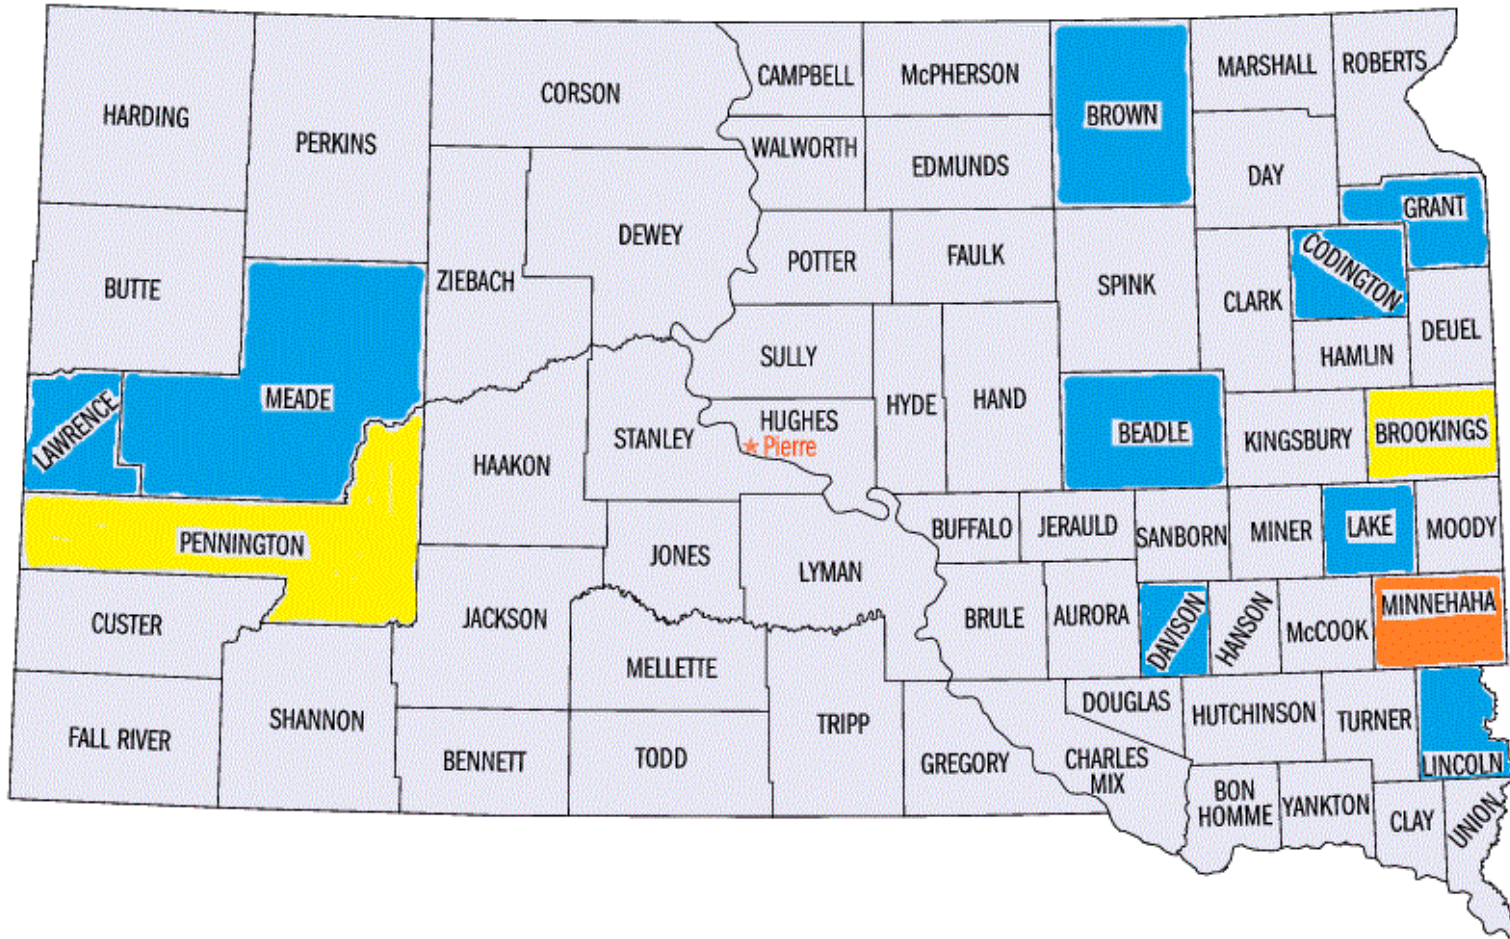 HARDING
PERKINS
CORSON
CAMPBELL
McPHERSON
BROWN
MARSHALL
ROBERTS
WALWORTH
EDMUNDS
DAY
GRANT
BUTTE
ZIEBACH
DEWEY
POTTER
FAULK
SPINK
CLARK
CODINGTON
DEUEL
HAMLIN
LAWRENCE
MEADE
SULLY
HYDE
HAND
HUGHES
Pierre
STANLEY
HAAKON
BEADLE
KINGSBURY
BROOKINGS
PENNINGTON
JONES
LYMAN
BUFFALO
JERAULD
SANBORN
MINER
LAKE
MOODY
CUSTER
JACKSON
BRULE
AURORA
DAVISON
HANSON
McCOOK
MINNEHAHA
MELLETTE
FALL RIVER
SHANNON
BENNETT
TODD
TRIPP
GREGORY
CHARLES
MIX
DOUGLAS
HUTCHINSON
TURNER
LINCOLN
BON
HOMME
YANKTON
CLAY
UNION